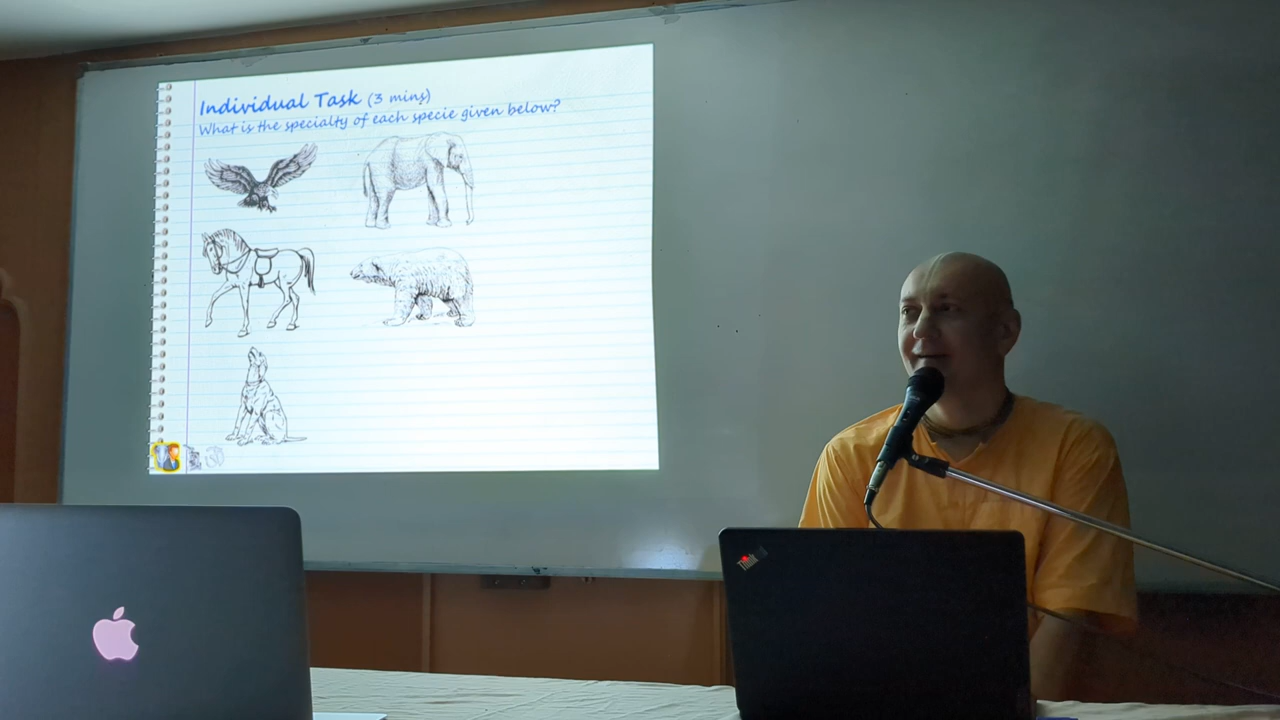 Individual Task (3 mins)
What is the specialty of each specie given below?